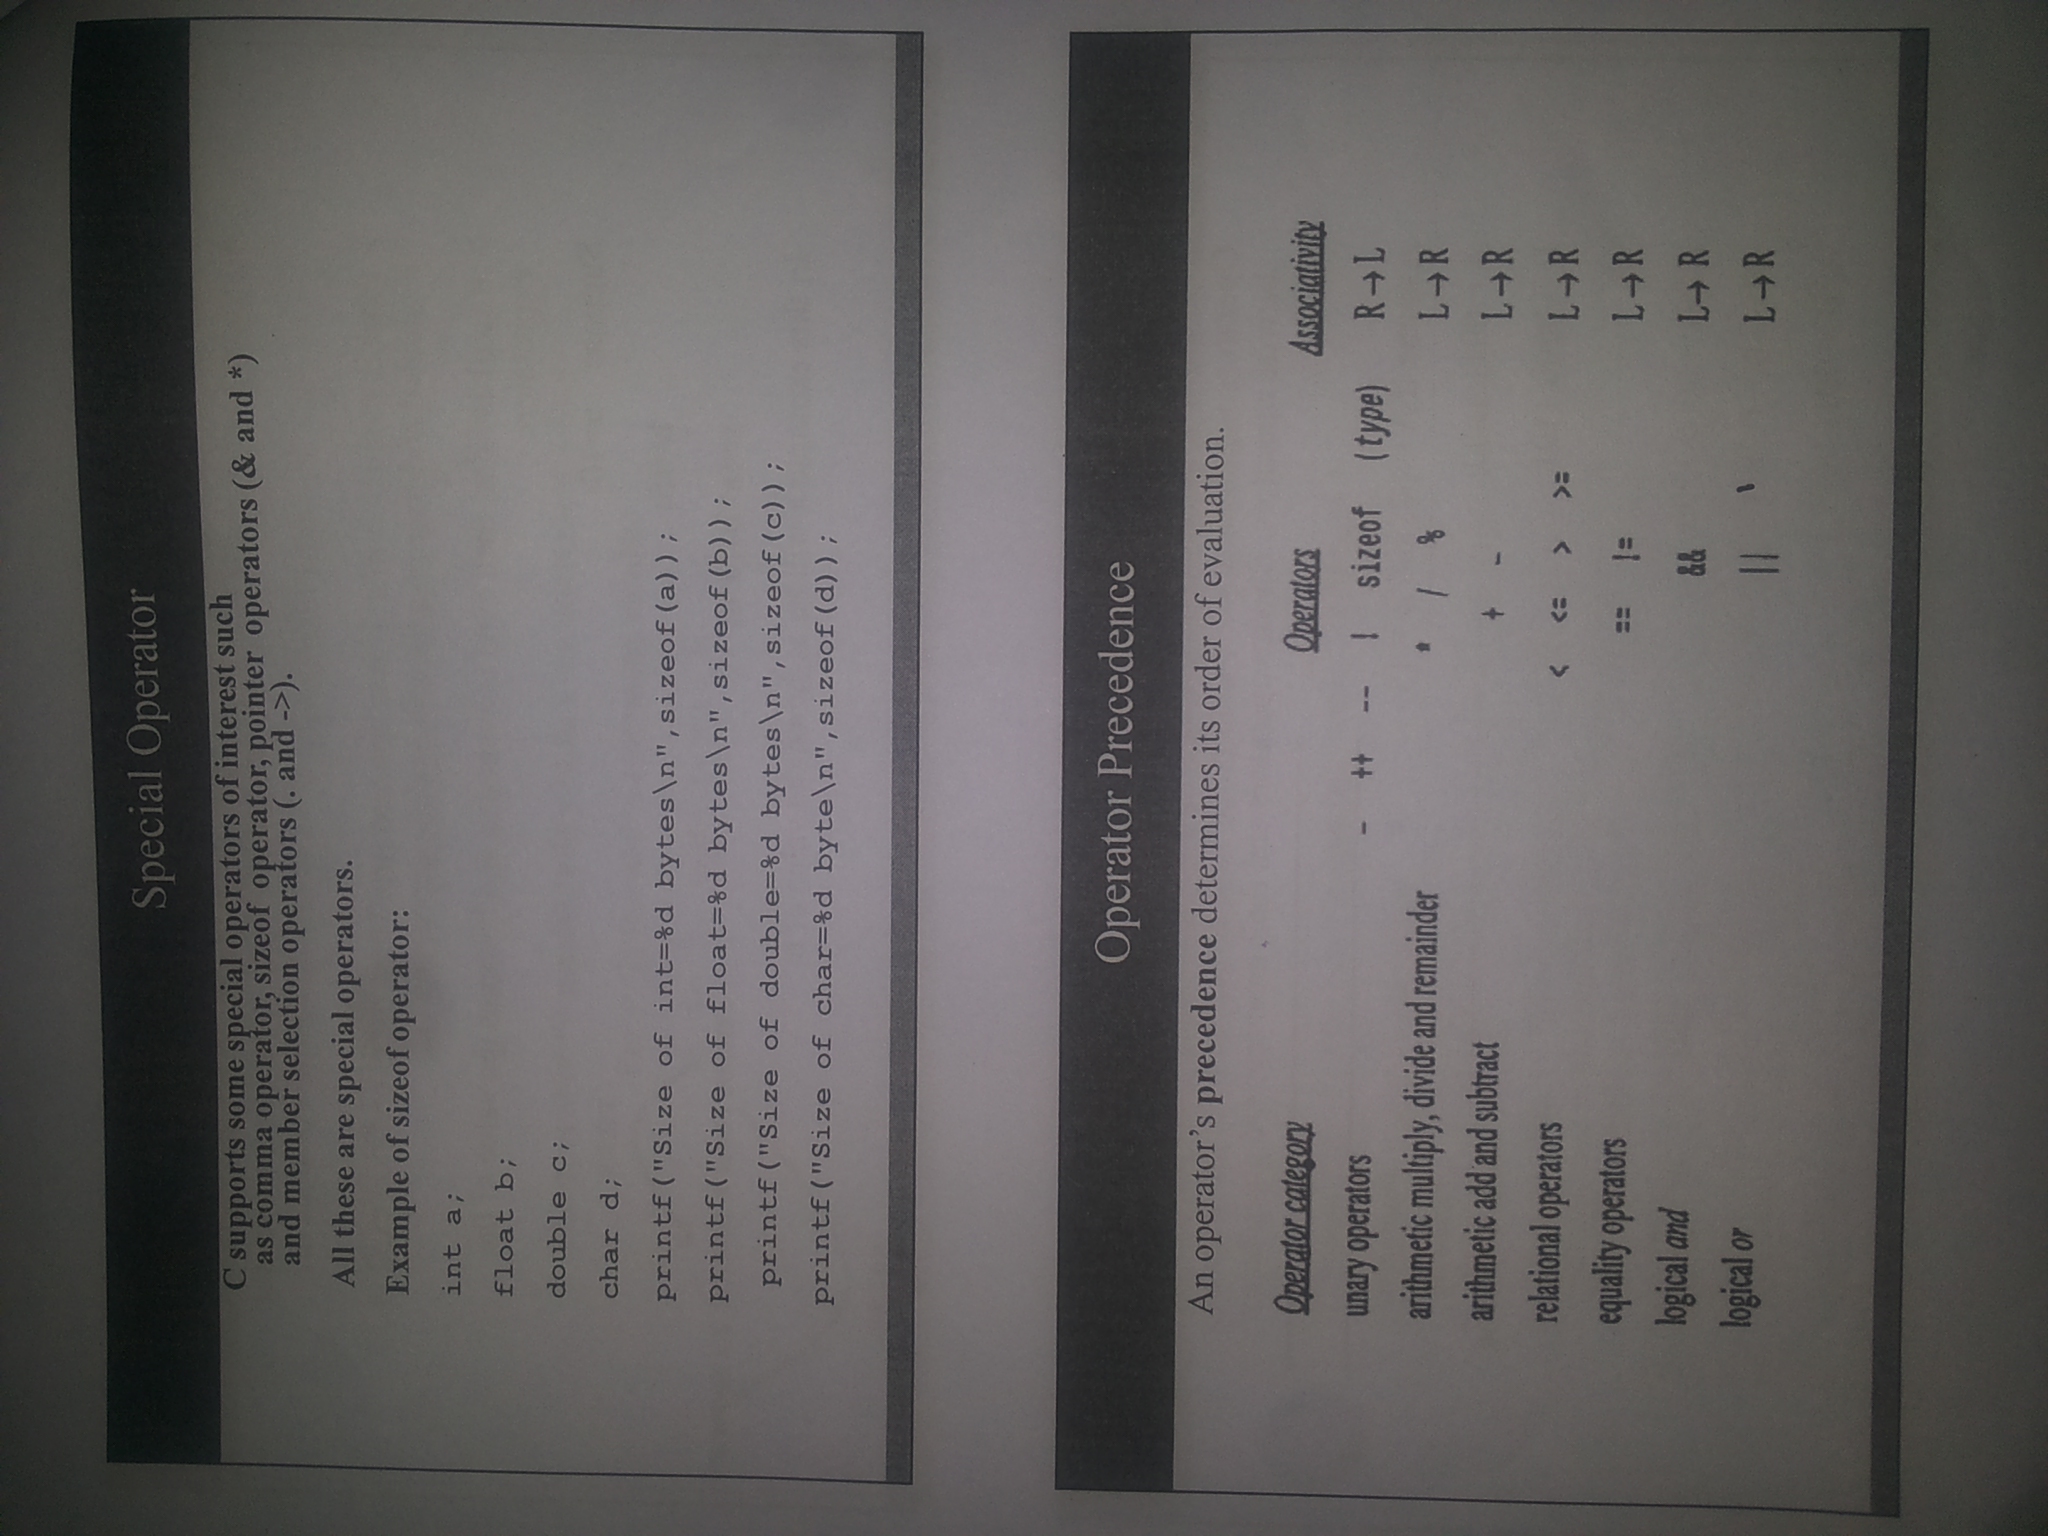 Special Operator
C supports some special operators of interest such
as comma operator, sizeof operator, pointer operators (& and *)
and member selection operators (. and ->).
All these are special operators.
Example of sizeof operator:
int a;
float b;
double c;
char d;
printf("Size of int=%d bytes\n",sizeof(a));
printf("Size of float=%d bytes\n",sizeof(b));
printf("Size of double=%d bytes\n",sizeof(c));
printf("Size of char=%d byte\n",sizeof(d));
Operator Precedence
An operator's precedence determines its order of evaluation.
Operator category Operators Associativity
unary operators - ++ -- ! sizeof (type) R→L
arithmetic multiply, divide and remainder * / % L→R
arithmetic add and subtract + - L→R
relational operators < <= > >= L→R
equality operators == != L→R
logical and && L→ R
logical or || L→R